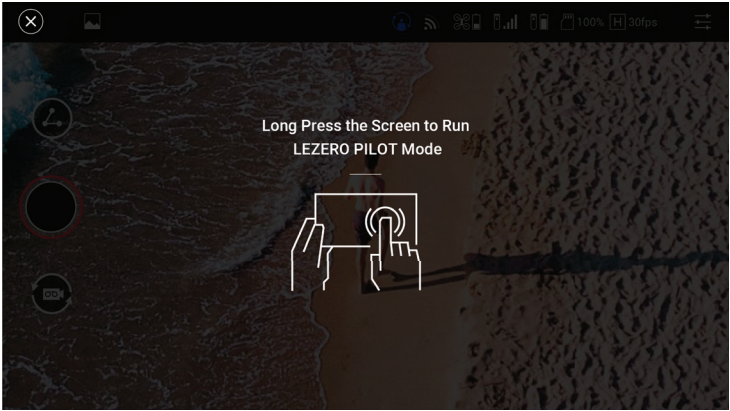 100% H 30fps
Long Press the Screen to Run
LEZERO PILOT Mode